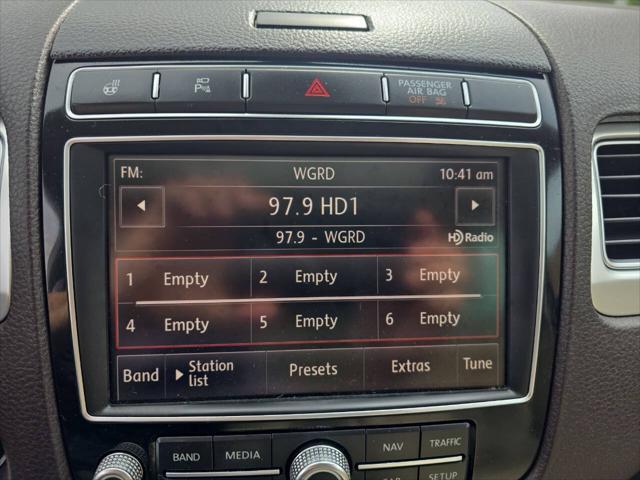 PASSENGER
AIR BAG
OFF
FM: WGRD 10:41 am
97.9 HD1
97.9 - WGRD HD Radio
1 Empty 2 Empty 3 Empty
4 Empty 5 Empty 6 Empty
Band Station list Presets Extras Tune
BAND MEDIA NAV TRAFFIC
CAR SETUP